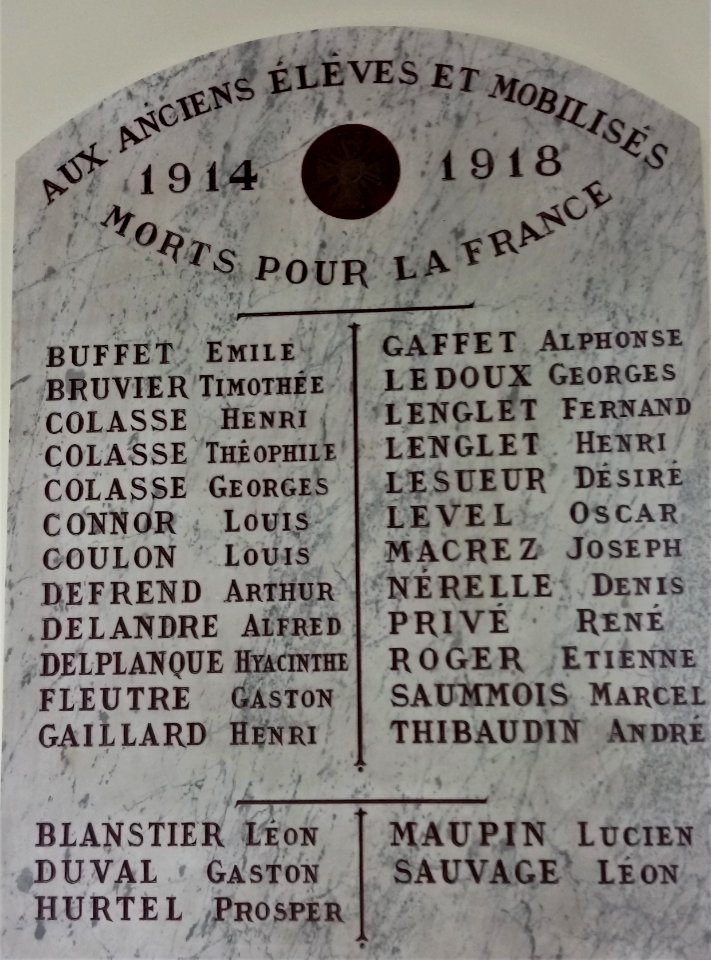 AUX ANCIENS ÉLÈVES ET MOBILISÉS
1914 1918
MORTS POUR LA FRANCE
BUFFET EMILE
BRUVIER TIMOTHÉE
COLASSE HENRI
COLASSE THÉOPHILE
COLASSE GEORGES
CONNOR LOUIS
COULON LOUIS
DEFREND ARTHUR
DELANDRE ALFRED
DELPLANQUE HYACINTHE
FLEUTRE GASTON
GAILLARD HENRI
GAFFET ALPHONSE
LEDOUX GEORGES
LENGLET FERNAND
LENGLET HENRI
LESUEUR DÉSIRÉ
LEVEL OSCAR
MACREZ JOSEPH
NÉRELLE DENIS
PRIVÉ RENÉ
ROGER ETIENNE
SAUMMOIS MARCEL
THIBAUDIN ANDRÉ
BLANSTIER LÉON
DUVAL GASTON
HURTEL PROSPER
MAUPIN LUCIEN
SAUVAGE LÉON